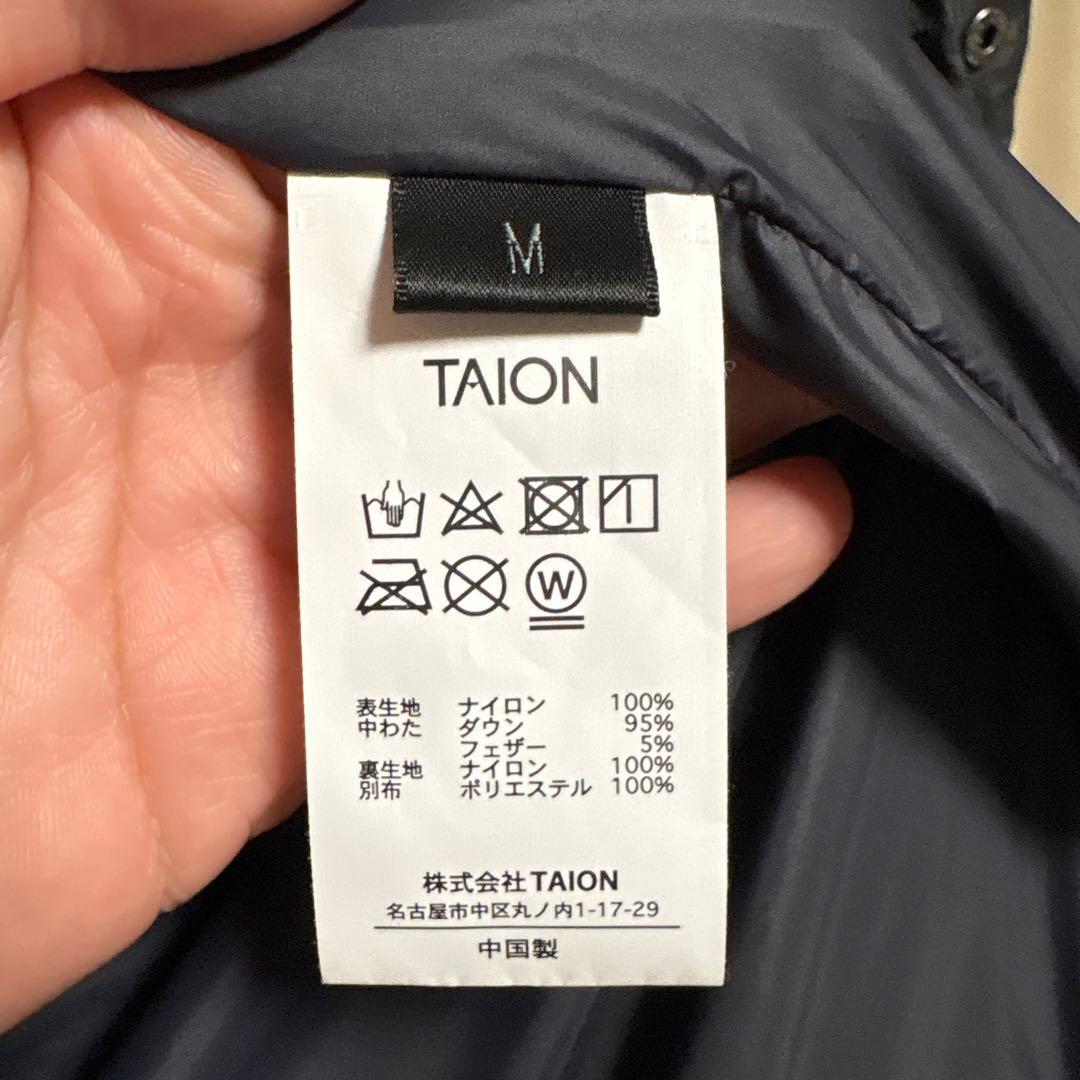 M
TAION
W
表生地 ナイロン 100%
中わた ダウン 95%
フェザー 5%
裏生地 ナイロン 100%
別布 ポリエステル 100%
株式会社TAION
名古屋市中区丸ノ内1-17-29
中国製